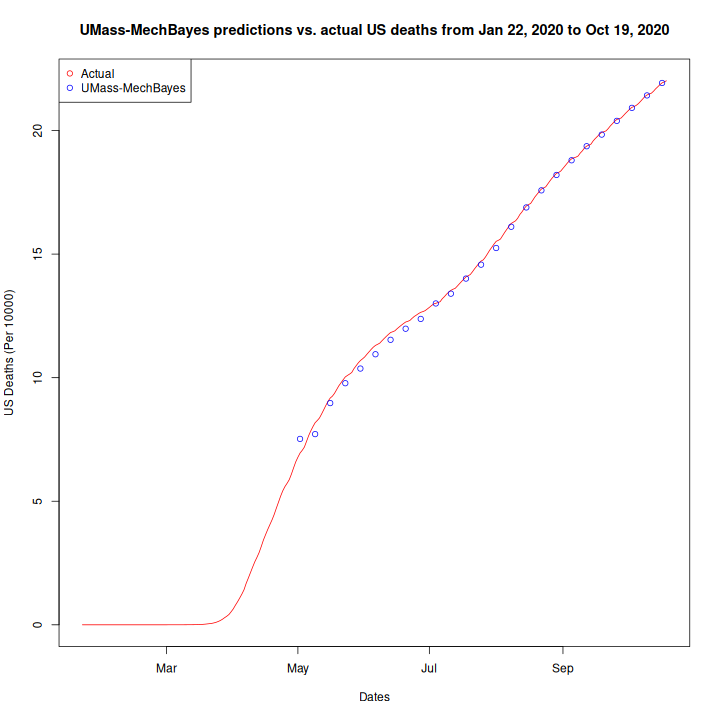 UMass-MechBayes predictions vs. actual US deaths from Jan 22, 2020 to Oct 19, 2020
Actual
UMass-MechBayes
20
15
10
5
0
US Deaths (Per 10000)
Mar
May
Jul
Sep
Dates